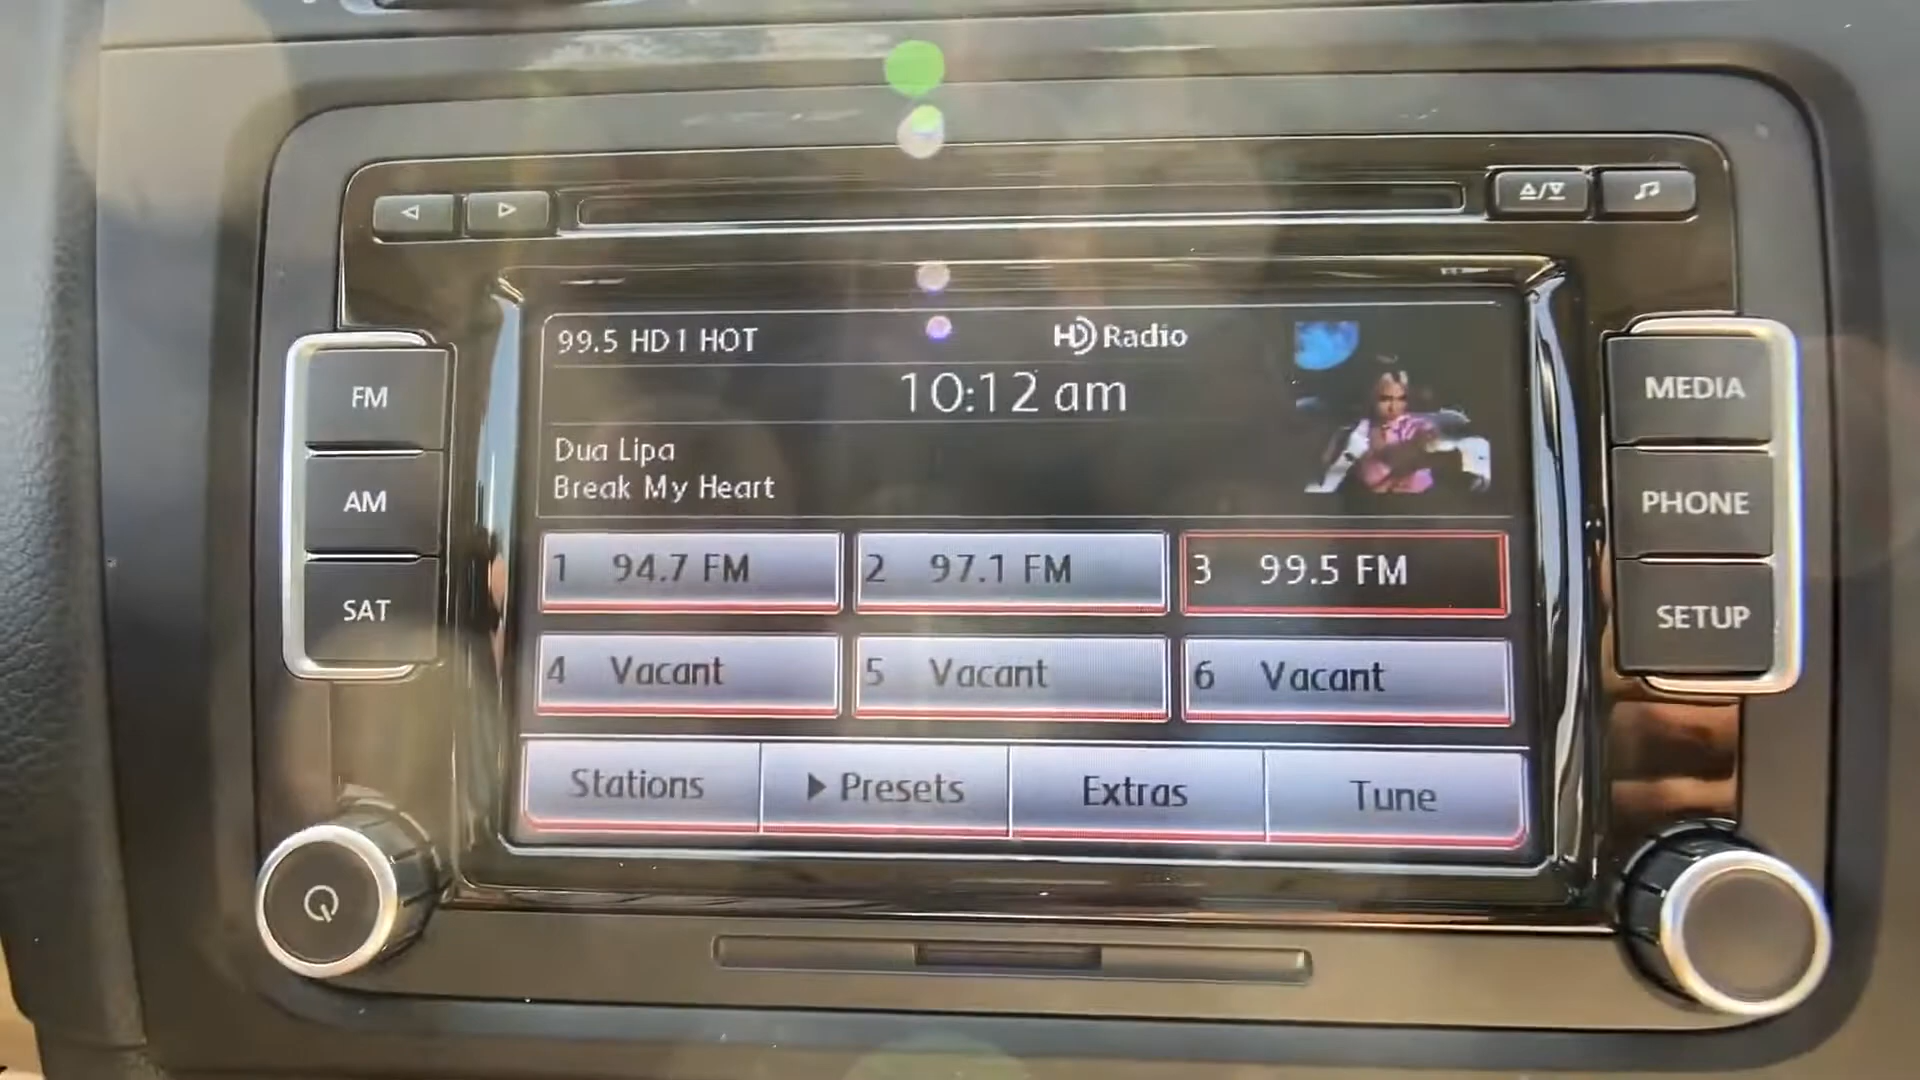 99.5 HD1 HOT
HD Radio
10:12 am
Dua Lipa
Break My Heart
FM
AM
SAT
MEDIA
PHONE
SETUP
1 94.7 FM
2 97.1 FM
3 99.5 FM
4 Vacant
5 Vacant
6 Vacant
Stations
Presets
Extras
Tune